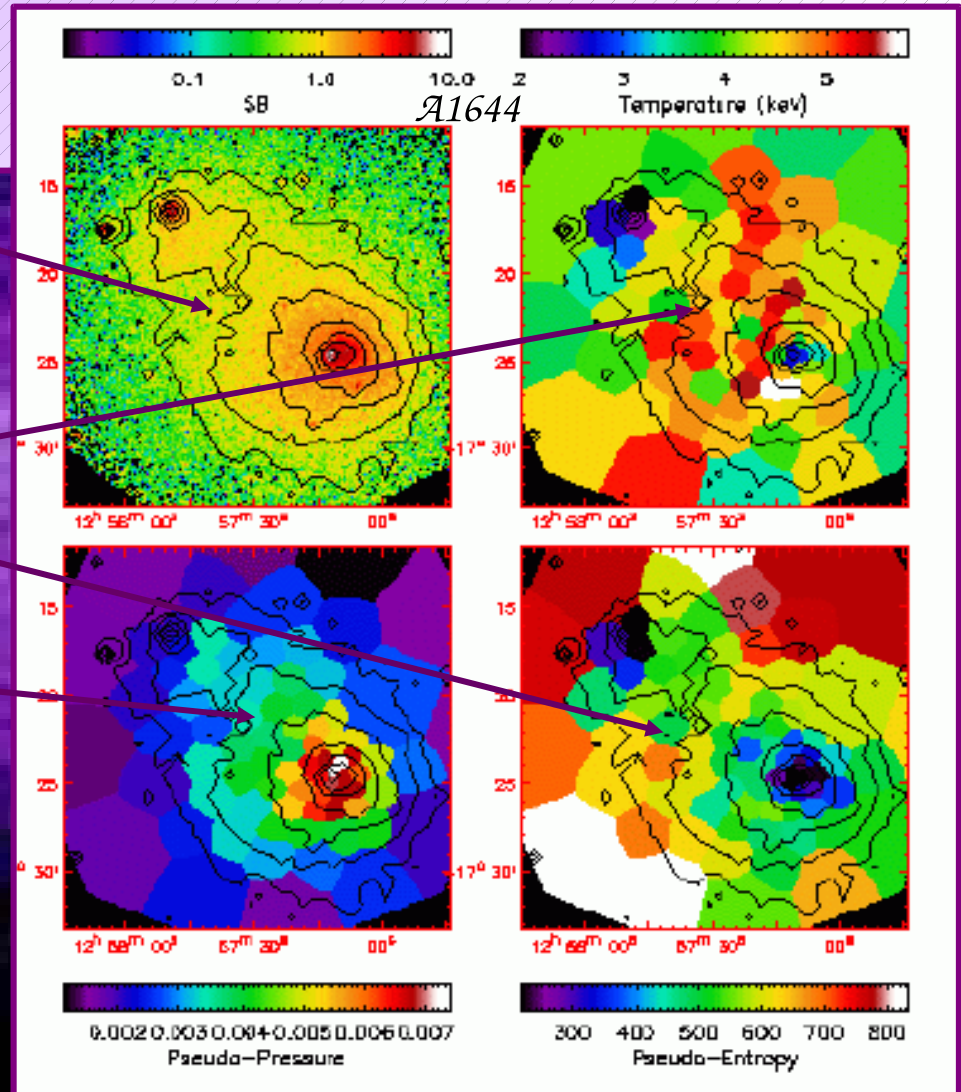 0.1 1.0 10.0
SB
2 3 4 5
Temperature (keV)
A1644
15
20
25
30'
12h 58m 00s 57m 30s 00s
-17° 30'
12h 58m 00s 57m 30s 00s
15
20
25
30'
12h 58m 00s 57m 30s 00s
15
20
25
-17° 30'
12h 58m 00s 57m 30s 00s
0.002 0.003 0.004 0.005 0.006 0.007
Pseudo-Pressure
300 400 500 600 700 800
Pseudo-Entropy